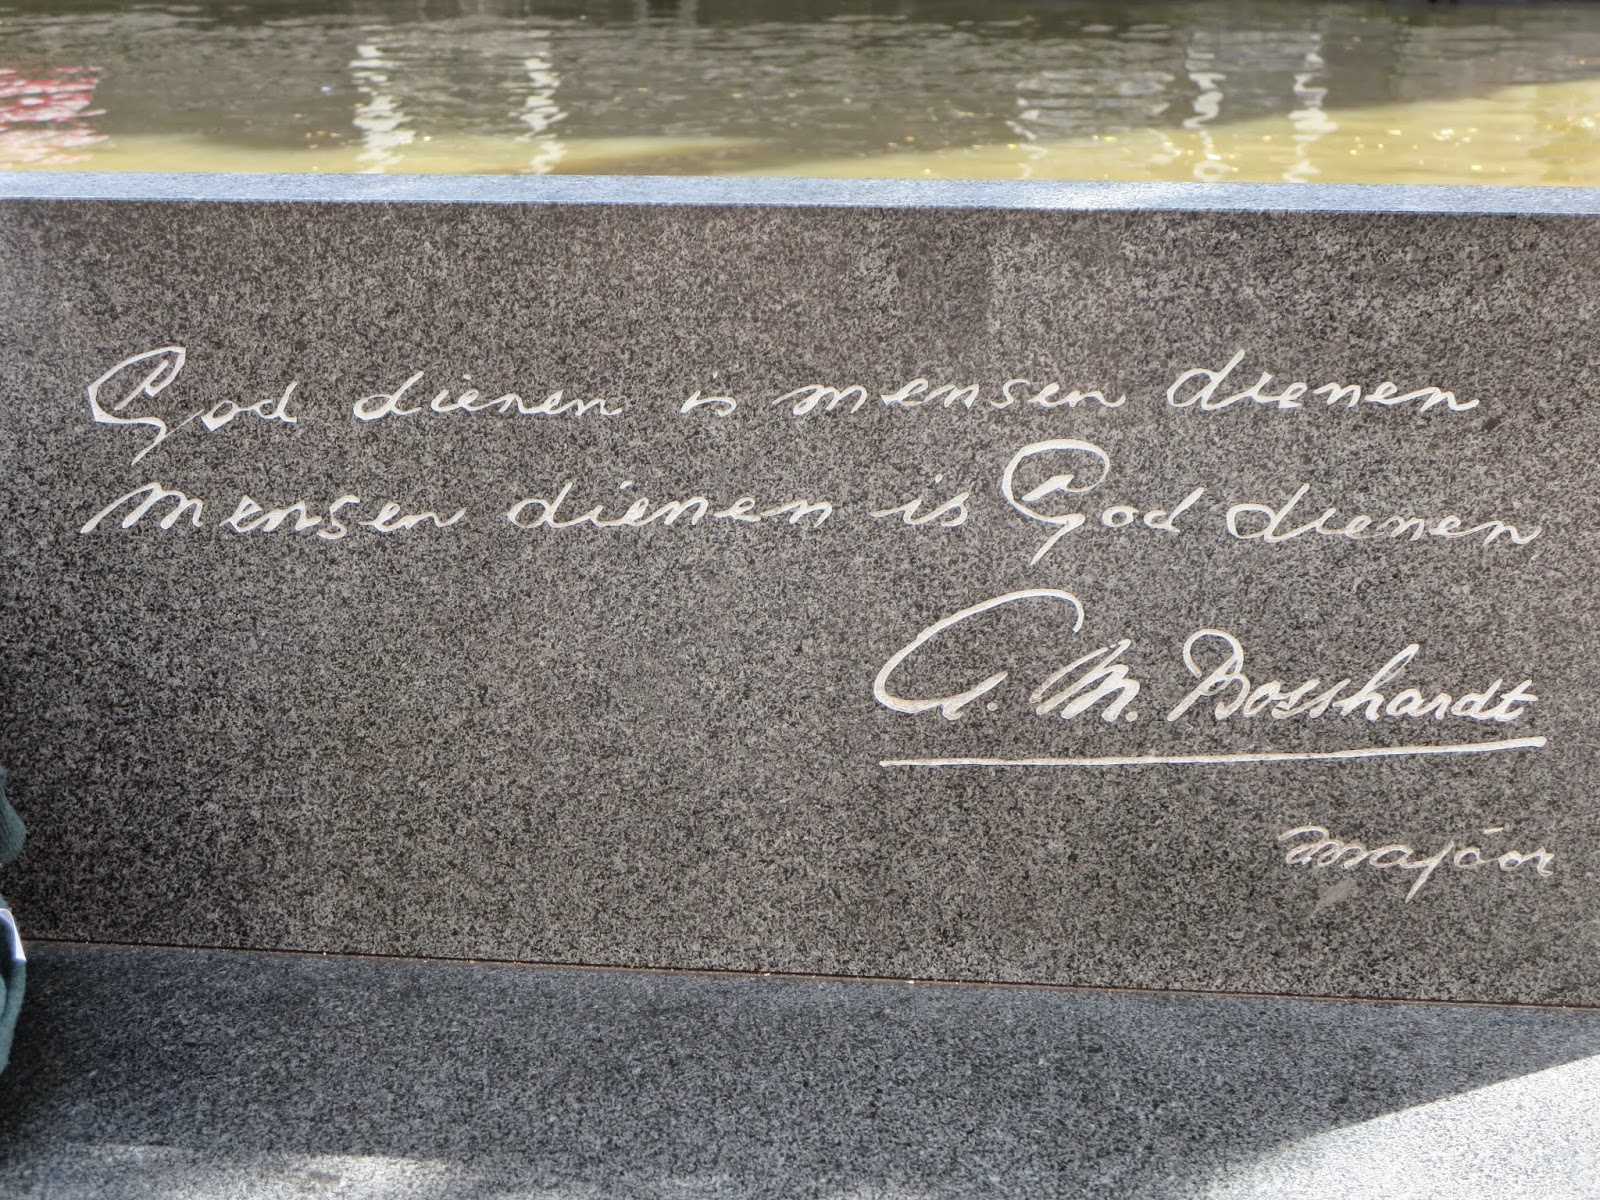 God dienen is mensen dienen
mensen dienen is God dienen
A. M. Bosshardt
majoor